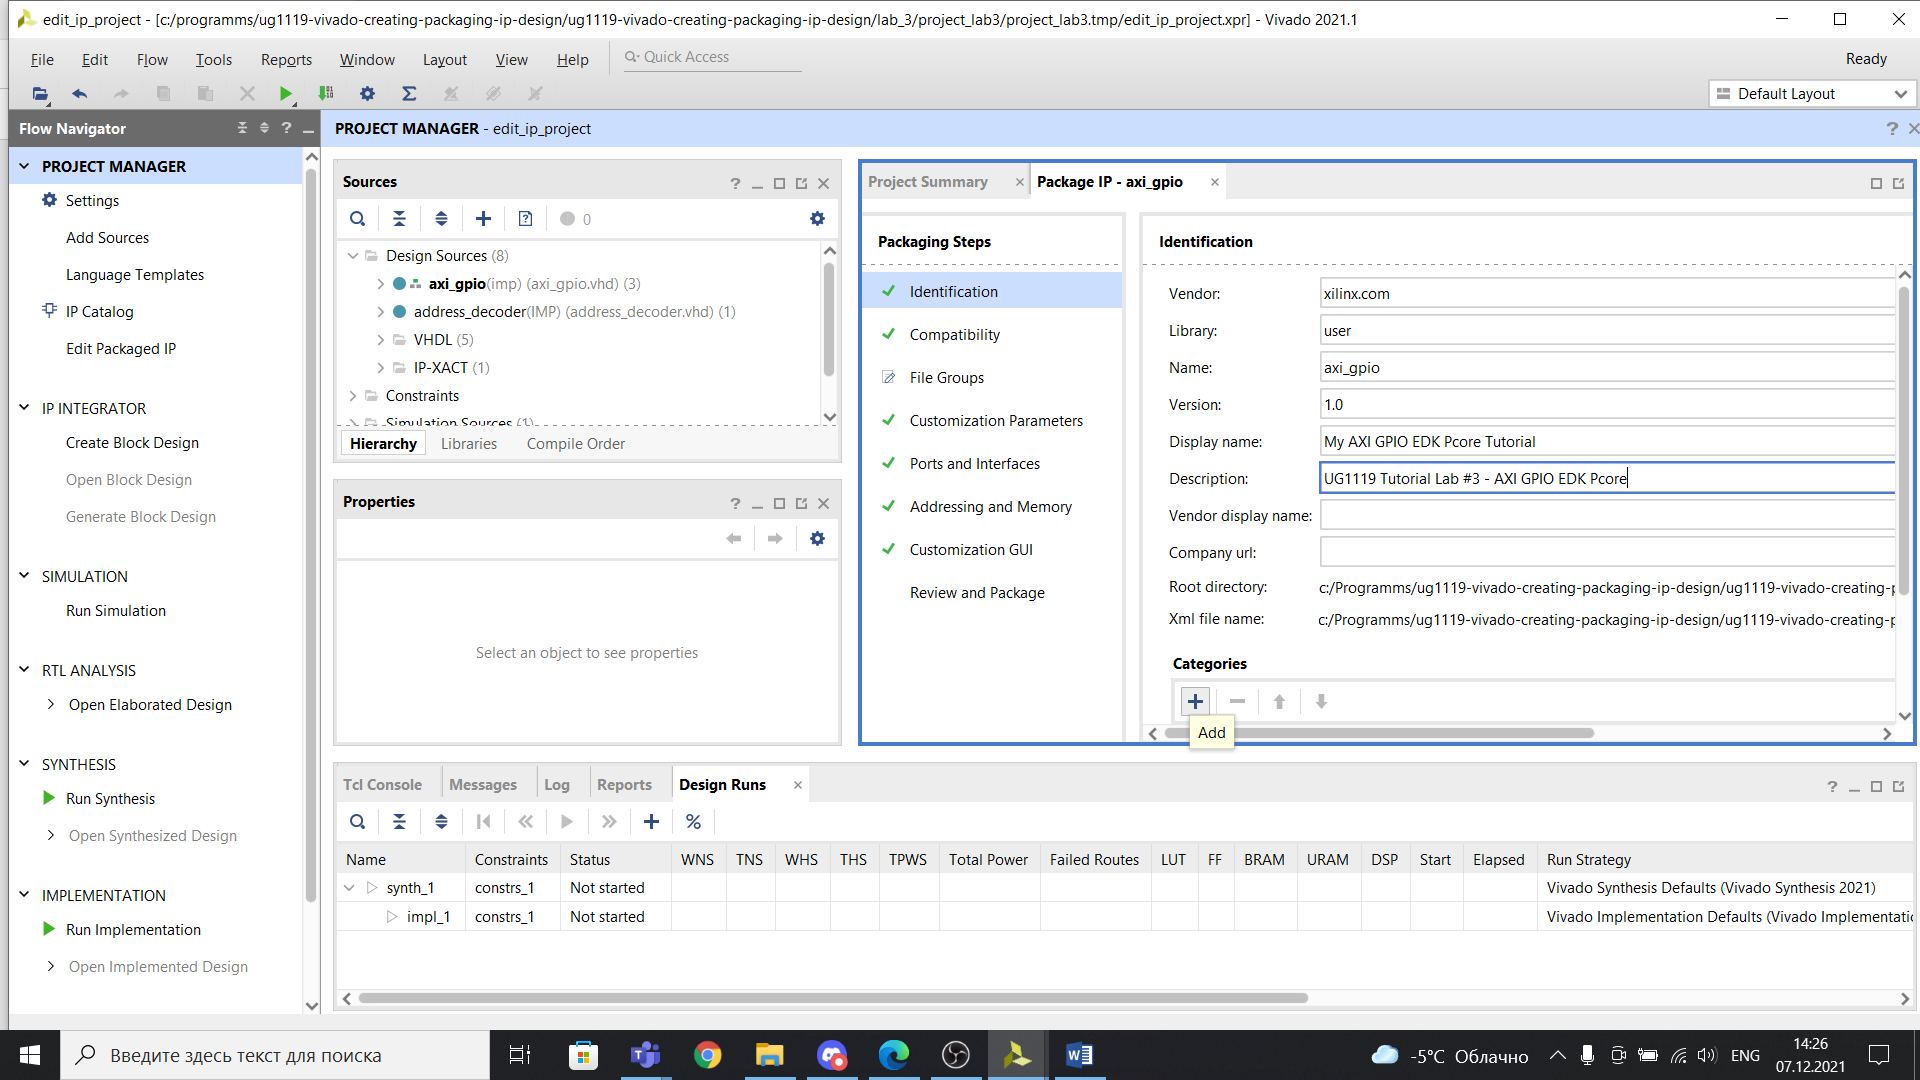 edit_ip_project - [c:/programms/ug1119-vivado-creating-packaging-ip-design/ug1119-vivado-creating-packaging-ip-design/lab_3/project_lab3/project_lab3.tmp/edit_ip_project.xpr] - Vivado 2021.1
File Edit Flow Tools Reports Window Layout View Help Quick Access Ready
Default Layout
Flow Navigator
PROJECT MANAGER
Settings
Add Sources
Language Templates
IP Catalog
Edit Packaged IP
IP INTEGRATOR
Create Block Design
Open Block Design
Generate Block Design
SIMULATION
Run Simulation
RTL ANALYSIS
Open Elaborated Design
SYNTHESIS
Run Synthesis
Open Synthesized Design
IMPLEMENTATION
Run Implementation
Open Implemented Design
PROJECT MANAGER - edit_ip_project
Sources
0
Design Sources (8)
axi_gpio(imp) (axi_gpio.vhd) (3)
address_decoder(IMP) (address_decoder.vhd) (1)
VHDL (5)
IP-XACT (1)
Constraints
Simulation Sources (1)
Hierarchy Libraries Compile Order
Properties
Select an object to see properties
Project Summary Package IP - axi_gpio
Packaging Steps
Identification
Compatibility
File Groups
Customization Parameters
Ports and Interfaces
Addressing and Memory
Customization GUI
Review and Package
Identification
Vendor: xilinx.com
Library: user
Name: axi_gpio
Version: 1.0
Display name: My AXI GPIO EDK Pcore Tutorial
Description: UG1119 Tutorial Lab #3 - AXI GPIO EDK Pcore
Vendor display name:
Company url:
Root directory: c:/Programms/ug1119-vivado-creating-packaging-ip-design/ug1119-vivado-creating-p
Xml file name: c:/Programms/ug1119-vivado-creating-packaging-ip-design/ug1119-vivado-creating-p
Categories
Add
Tcl Console Messages Log Reports Design Runs
Name Constraints Status WNS TNS WHS THS TPWS Total Power Failed Routes LUT FF BRAM URAM DSP Start Elapsed Run Strategy
synth_1 constrs_1 Not started Vivado Synthesis Defaults (Vivado Synthesis 2021)
impl_1 constrs_1 Not started Vivado Implementation Defaults (Vivado Implementatio
Введите здесь текст для поиска
-5°C Облачно
ENG
14:26
07.12.2021